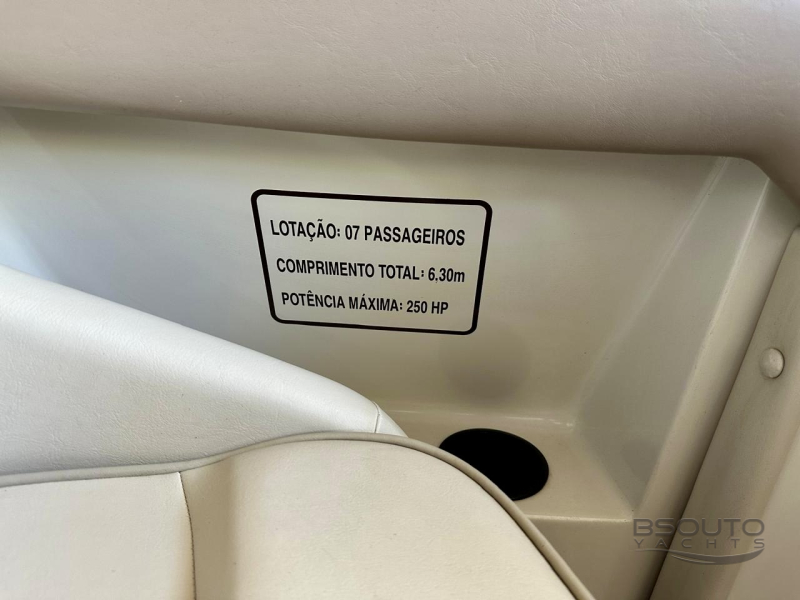 LOTAÇÃO: 07 PASSAGEIROS
COMPRIMENTO TOTAL: 6,30m
POTÊNCIA MÁXIMA: 250 HP
BSOUTO
YACHTS